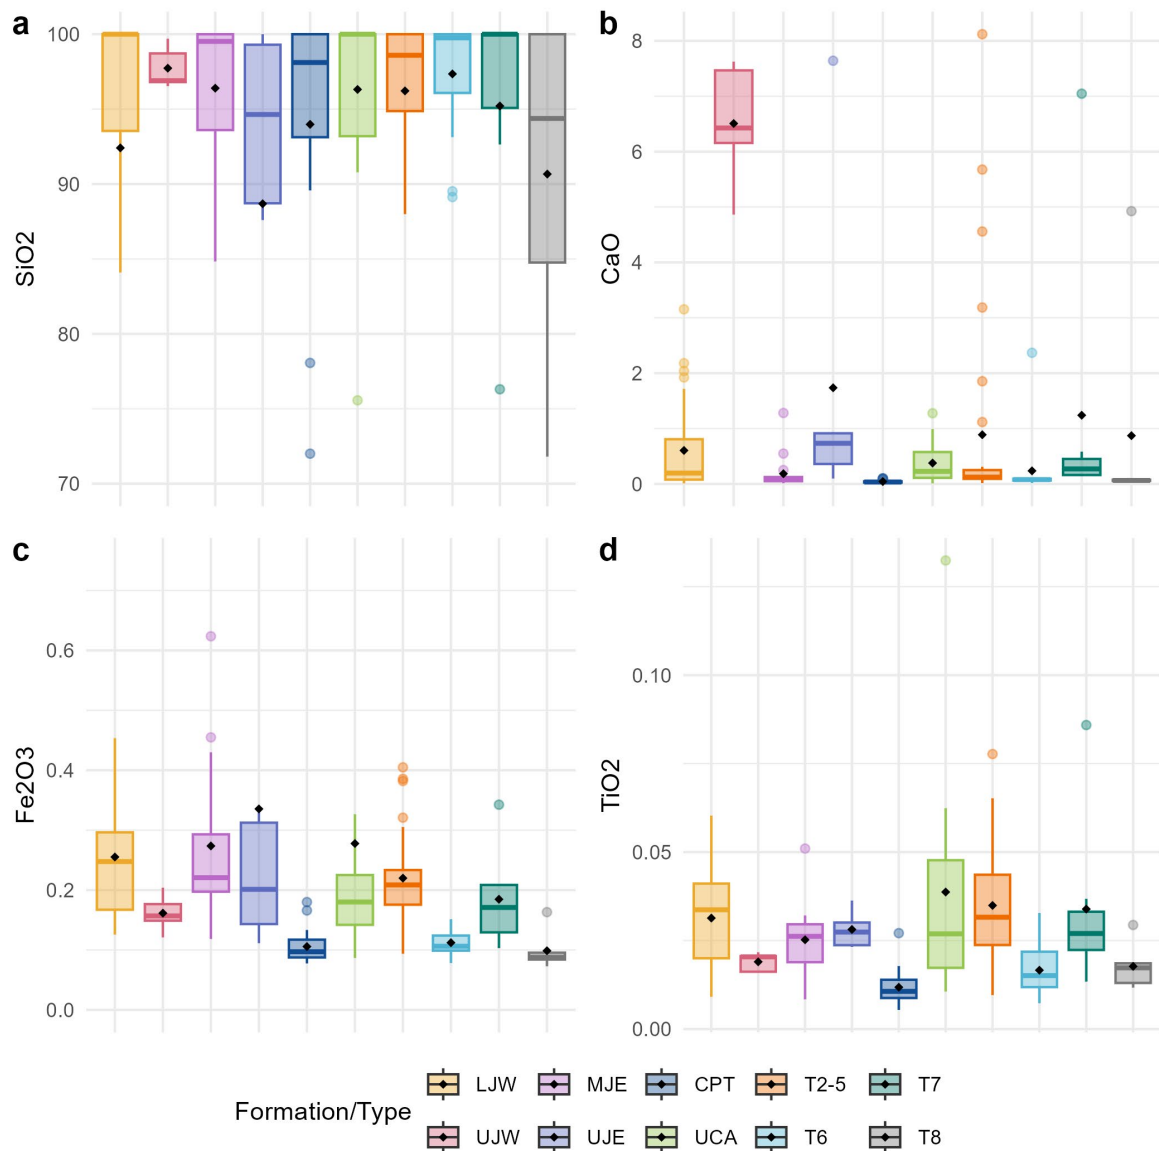 a
100
90
80
70
SiO2
b
8
6
4
2
0
CaO
c
0.6
0.4
0.2
0.0
Fe2O3
d
0.10
0.05
0.00
TiO2
Formation/Type
LJW MJE CPT T2-5 T7
UJW UJE UCA T6 T8